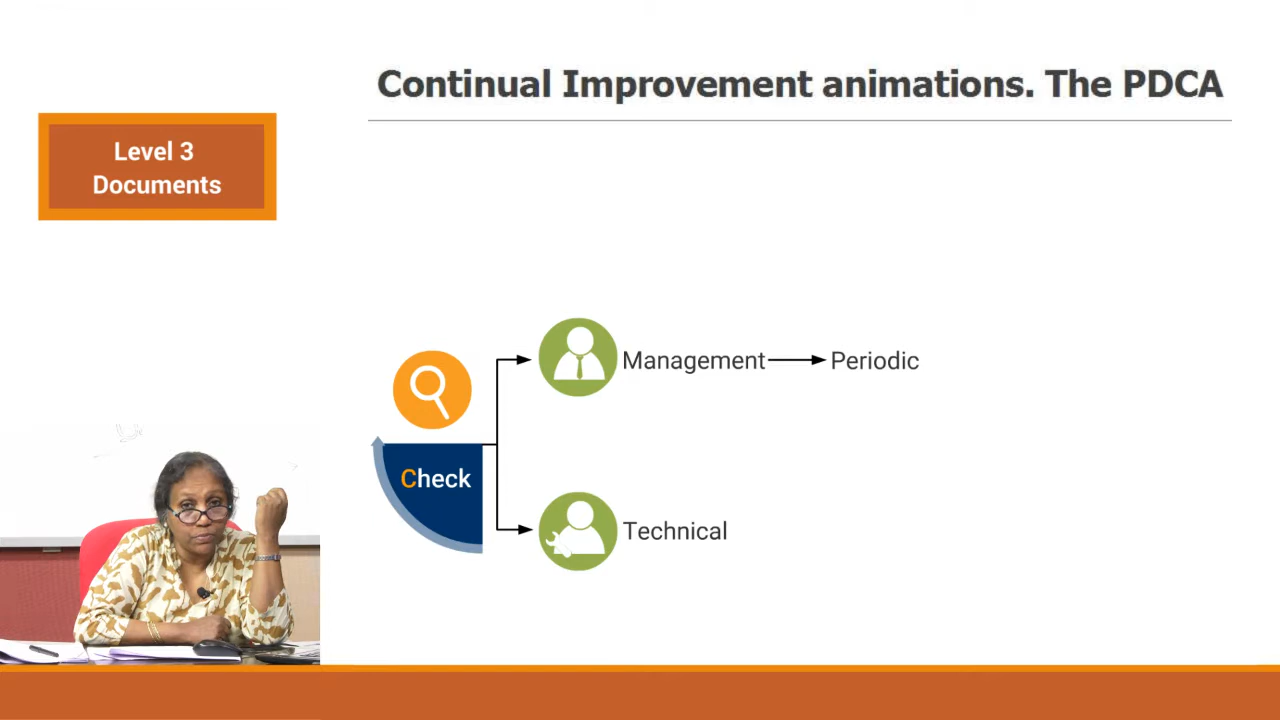 Continual Improvement animations. The PDCA
Level 3
Documents
Management
Periodic
Check
Technical